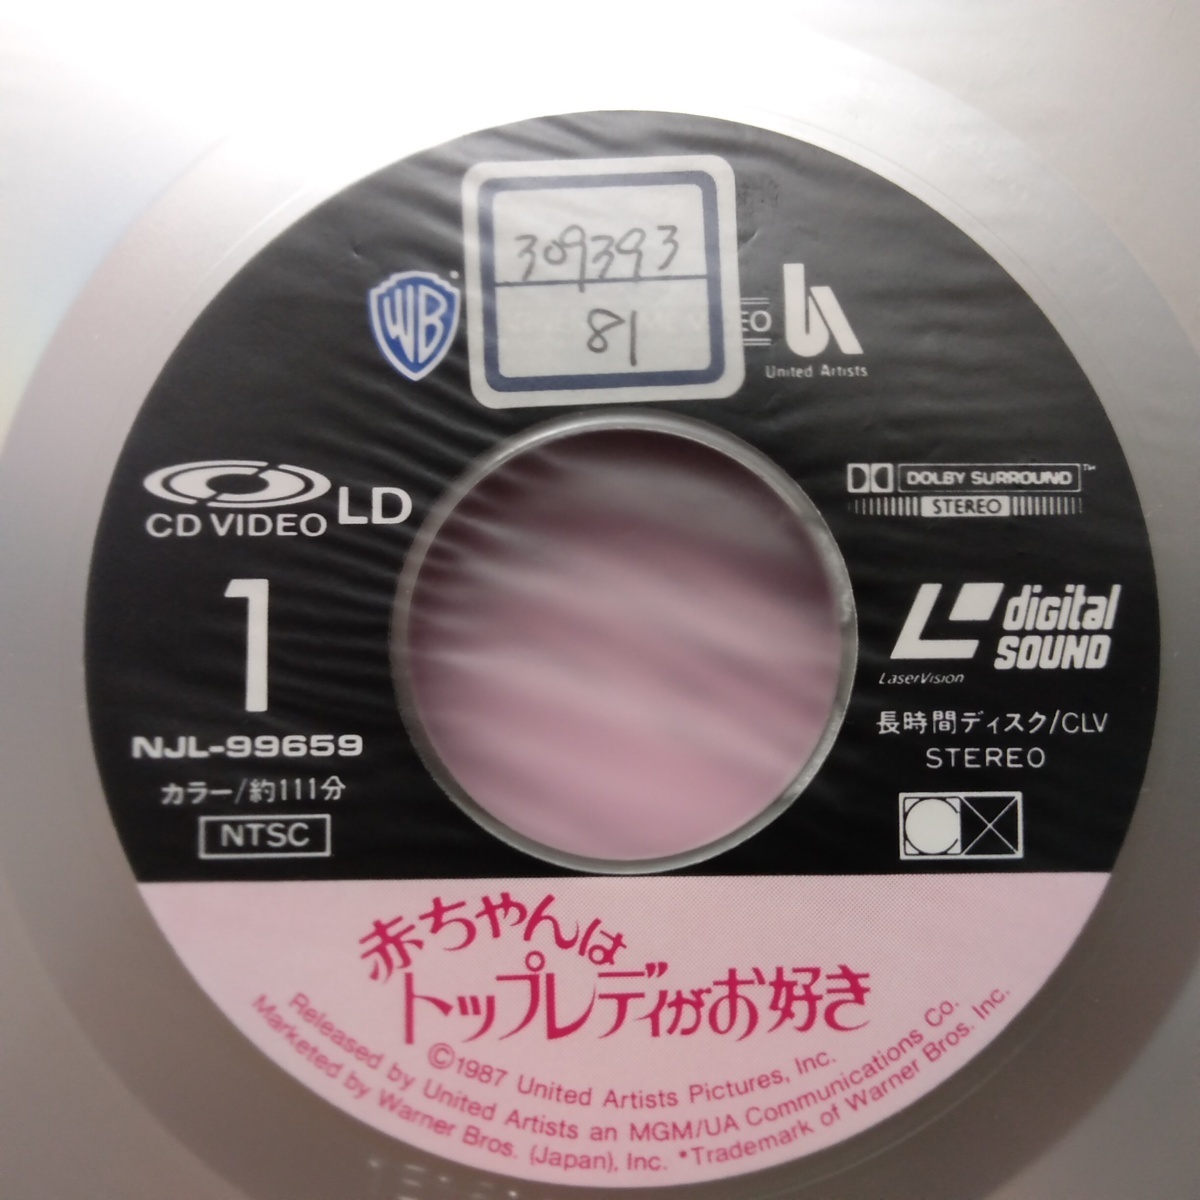 309393
81
WB
EO
United Artists
CD VIDEO LD
DOLBY SURROUND™
STEREO
1
digital
SOUND
LaserVision
NJL-99659
長時間ディスク/CLV
カラー/約111分
STEREO
NTSC
赤ちゃんは
トップレディがお好き
©1987 United Artists Pictures, Inc.
Released by United Artists an MGM/UA Communications Co.
Marketed by Warner Bros. (Japan), Inc. *Trademark of Warner Bros. Inc.